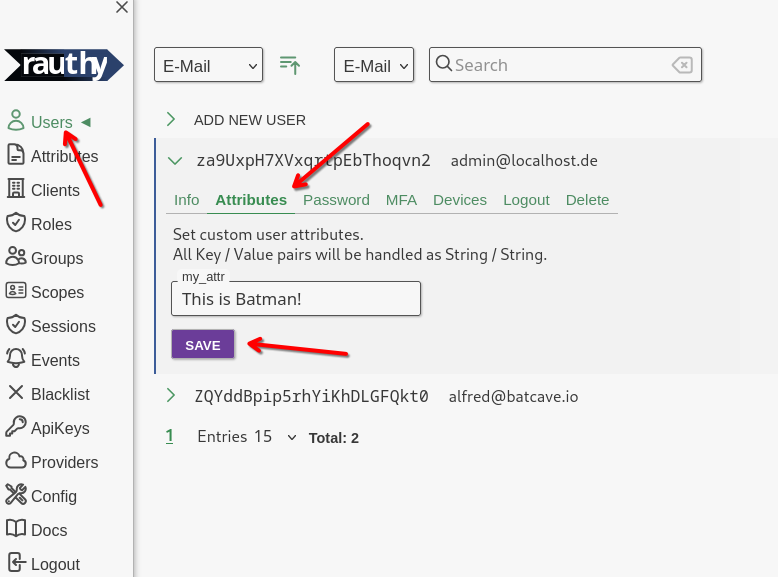 rauthy
Users
Attributes
Clients
Roles
Groups
Scopes
Sessions
Events
Blacklist
ApiKeys
Providers
Config
Docs
Logout
E-Mail
E-Mail
Search
ADD NEW USER
za9UxpH7XVxqrtpEbThoqvn2 admin@localhost.de
Info Attributes Password MFA Devices Logout Delete
Set custom user attributes.
All Key / Value pairs will be handled as String / String.
my_attr
This is Batman!
SAVE
ZQYddBpip5rhYiKhDLGFQkt0 alfred@batcave.io
1 Entries 15 Total: 2